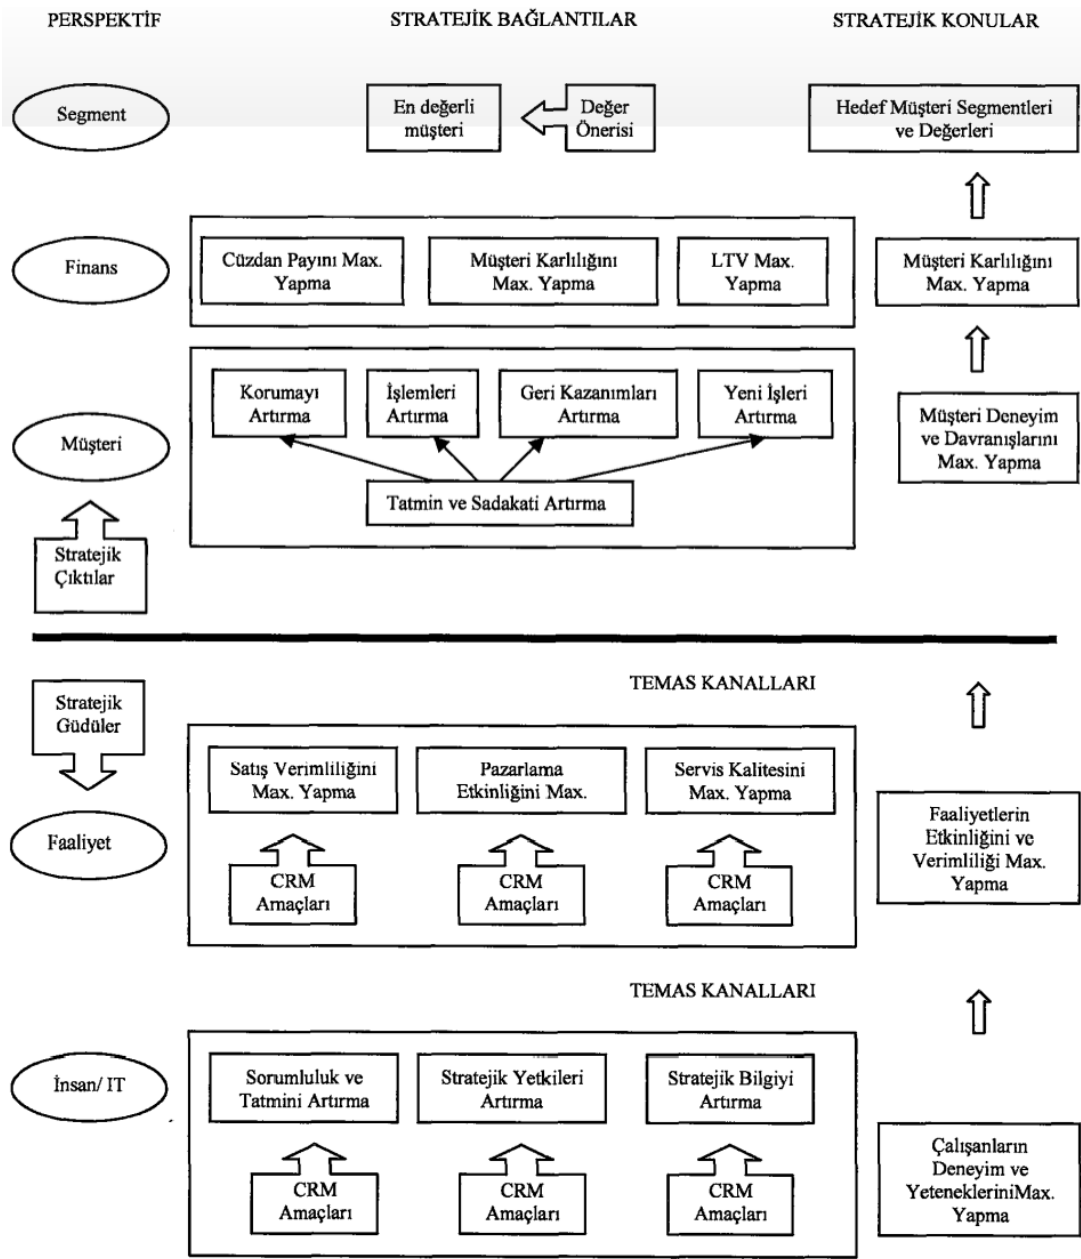 PERSPEKTİF
STRATEJİK BAĞLANTILAR
STRATEJİK KONULAR
Segment
En değerli
müşteri
Değer
Önerisi
Hedef Müşteri Segmentleri
ve Değerleri
Finans
Cüzdan Payını Max.
Yapma
Müşteri Karlılığını
Max. Yapma
LTV Max.
Yapma
Müşteri Karlılığını
Max. Yapma
Müşteri
Korumayı
Artırma
İşlemleri
Artırma
Geri Kazanımları
Artırma
Yeni İşleri
Artırma
Tatmin ve Sadakati Artırma
Müşteri Deneyim
ve Davranışlarını
Max. Yapma
Stratejik
Çıktılar
Stratejik
Güdüler
TEMAS KANALLARI
Faaliyet
Satış Verimliliğini
Max. Yapma
Pazarlama
Etkinliğini Max.
Servis Kalitesini
Max. Yapma
CRM
Amaçları
CRM
Amaçları
CRM
Amaçları
Faaliyetlerin
Etkinliğini ve
Verimliliği Max.
Yapma
TEMAS KANALLARI
İnsan/ IT
Sorumluluk ve
Tatmini Artırma
Stratejik Yetkileri
Artırma
Stratejik Bilgiyi
Artırma
CRM
Amaçları
CRM
Amaçları
CRM
Amaçları
Çalışanların
Deneyim ve
YetenekleriniMax.
Yapma